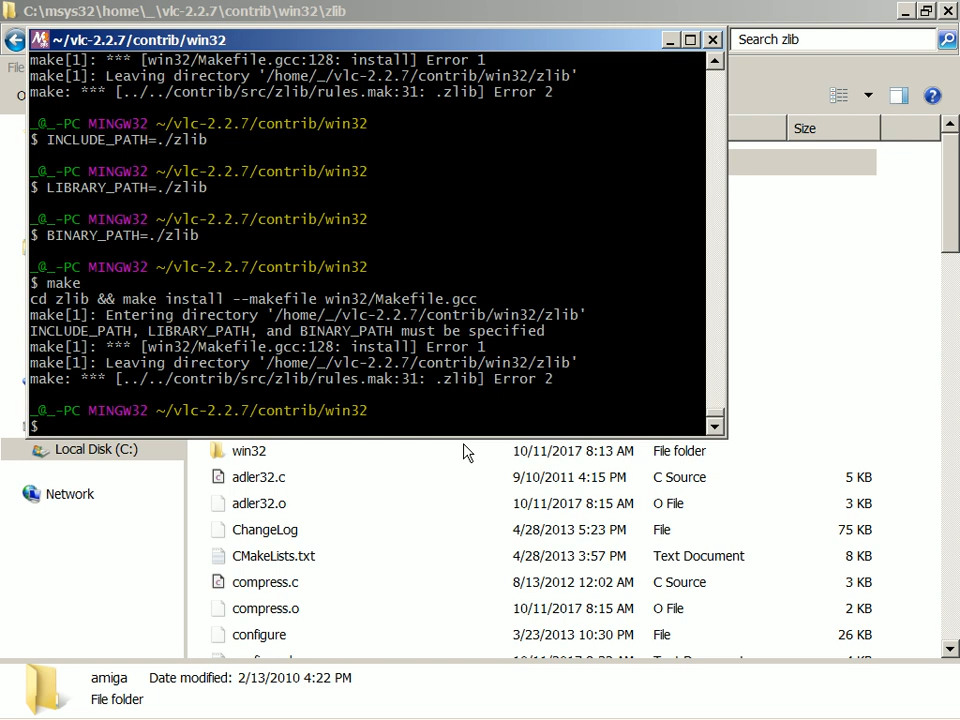 C:\msys32\home\_\vlc-2.2.7\contrib\win32\zlib
~/vlc-2.2.7/contrib/win32
Search zlib
File
O
Size
make[1]: *** [win32/Makefile.gcc:128: install] Error 1
make[1]: Leaving directory '/home/_/vlc-2.2.7/contrib/win32/zlib'
make: *** [../../contrib/src/zlib/rules.mak:31: .zlib] Error 2
_@_-PC MINGW32 ~/vlc-2.2.7/contrib/win32
$ INCLUDE_PATH=./zlib
_@_-PC MINGW32 ~/vlc-2.2.7/contrib/win32
$ LIBRARY_PATH=./zlib
_@_-PC MINGW32 ~/vlc-2.2.7/contrib/win32
$ BINARY_PATH=./zlib
_@_-PC MINGW32 ~/vlc-2.2.7/contrib/win32
$ make
cd zlib && make install --makefile win32/Makefile.gcc
make[1]: Entering directory '/home/_/vlc-2.2.7/contrib/win32/zlib'
INCLUDE_PATH, LIBRARY_PATH, and BINARY_PATH must be specified
make[1]: *** [win32/Makefile.gcc:128: install] Error 1
make[1]: Leaving directory '/home/_/vlc-2.2.7/contrib/win32/zlib'
make: *** [../../contrib/src/zlib/rules.mak:31: .zlib] Error 2
_@_-PC MINGW32 ~/vlc-2.2.7/contrib/win32
$
Local Disk (C:)
Network
win32 10/11/2017 8:13 AM File folder
adler32.c 9/10/2011 4:15 PM C Source 5 KB
adler32.o 10/11/2017 8:15 AM O File 3 KB
ChangeLog 4/28/2013 5:23 PM File 75 KB
CMakeLists.txt 4/28/2013 3:57 PM Text Document 8 KB
compress.c 8/13/2012 12:02 AM C Source 3 KB
compress.o 10/11/2017 8:15 AM O File 2 KB
configure 3/23/2013 10:30 PM File 26 KB
amiga Date modified: 2/13/2010 4:22 PM
File folder